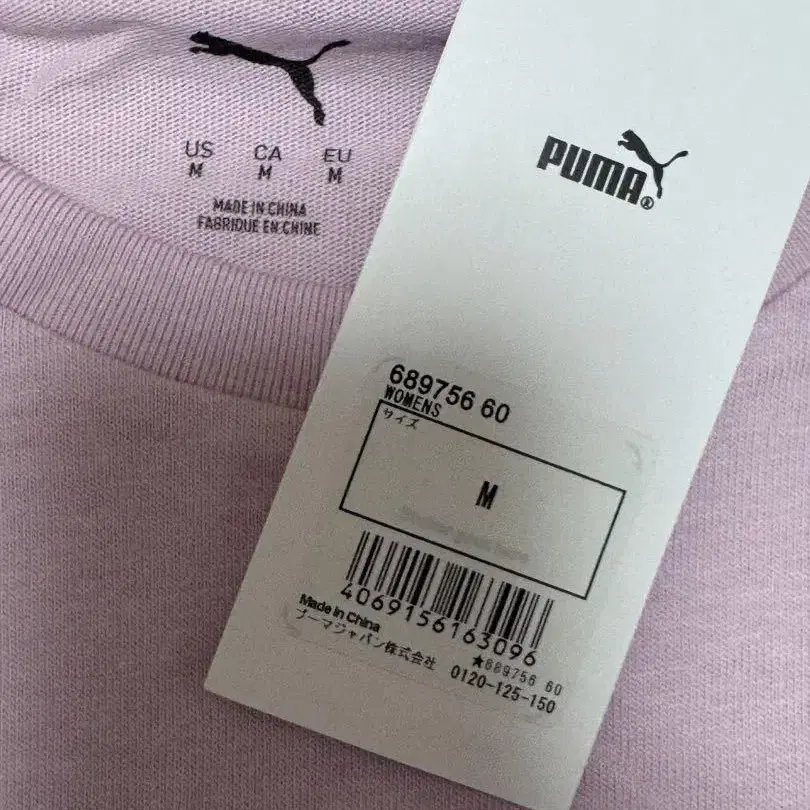 US CA EU
M M M
MADE IN CHINA
FABRIQUE EN CHINE
PUMA®
689756 60
WOMENS
サイズ
M
4069156163096
Made in China
プーマジャパン株式会社
★689756 60
0120-125-150